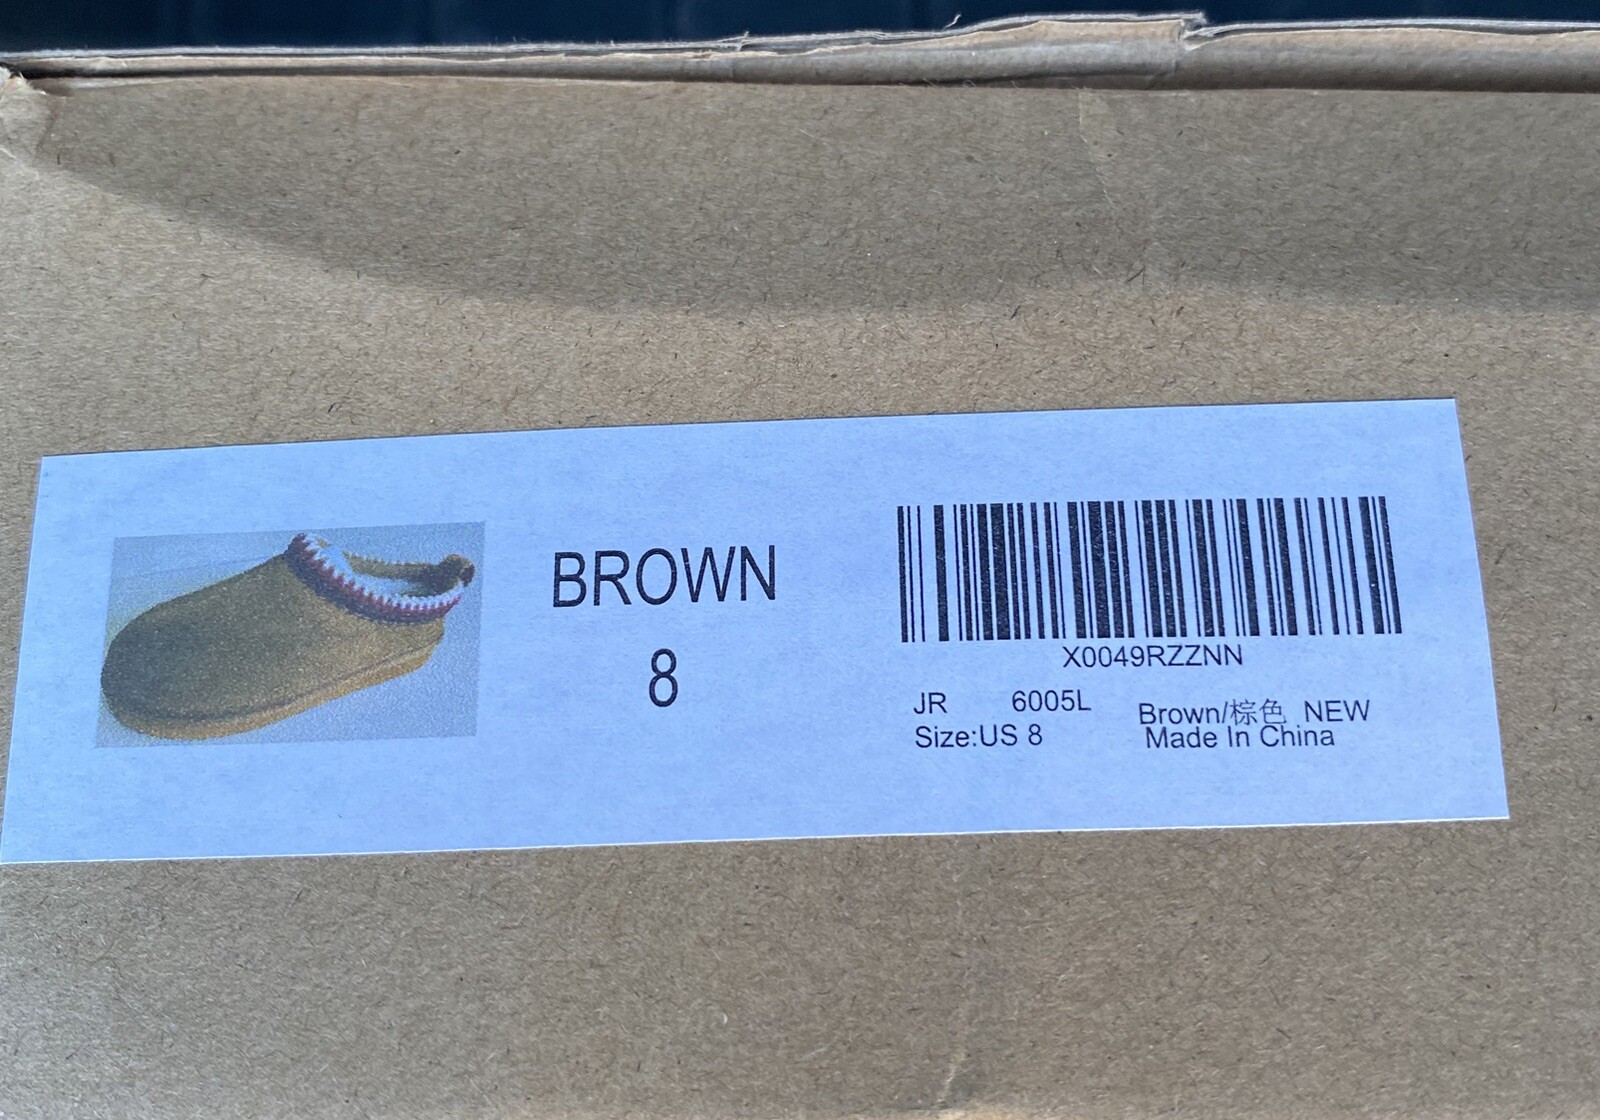 BROWN
8
X0049RZZNN
JR 6005L Brown/棕色 NEW
Size:US 8 Made In China